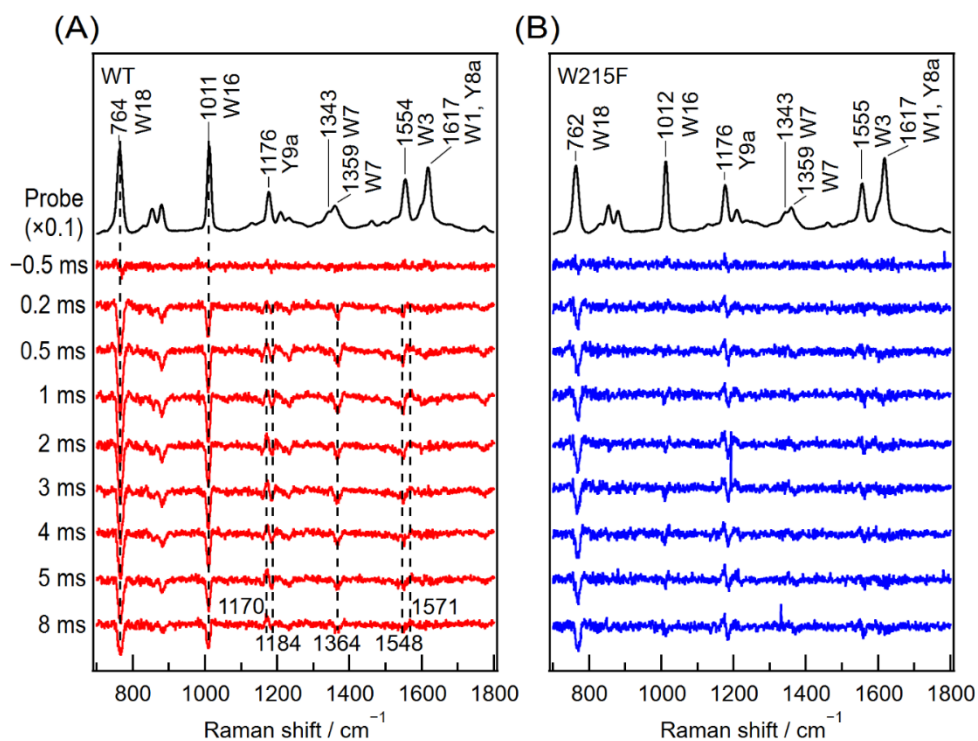 (A)
(B)
WT
764
W18
1011
W16
1176
Y9a
1343
1359 W7
W7
1554
W3
1617
W1, Y8a
W215F
762
W18
1012
W16
1176
Y9a
1343
1359 W7
W7
1555
W3
1617
W1, Y8a
Probe
(×0.1)
−0.5 ms
0.2 ms
0.5 ms
1 ms
2 ms
3 ms
4 ms
5 ms
8 ms
1170
1184
1364
1548
1571
800 1000 1200 1400 1600 1800
Raman shift / cm−1
800 1000 1200 1400 1600 1800
Raman shift / cm−1